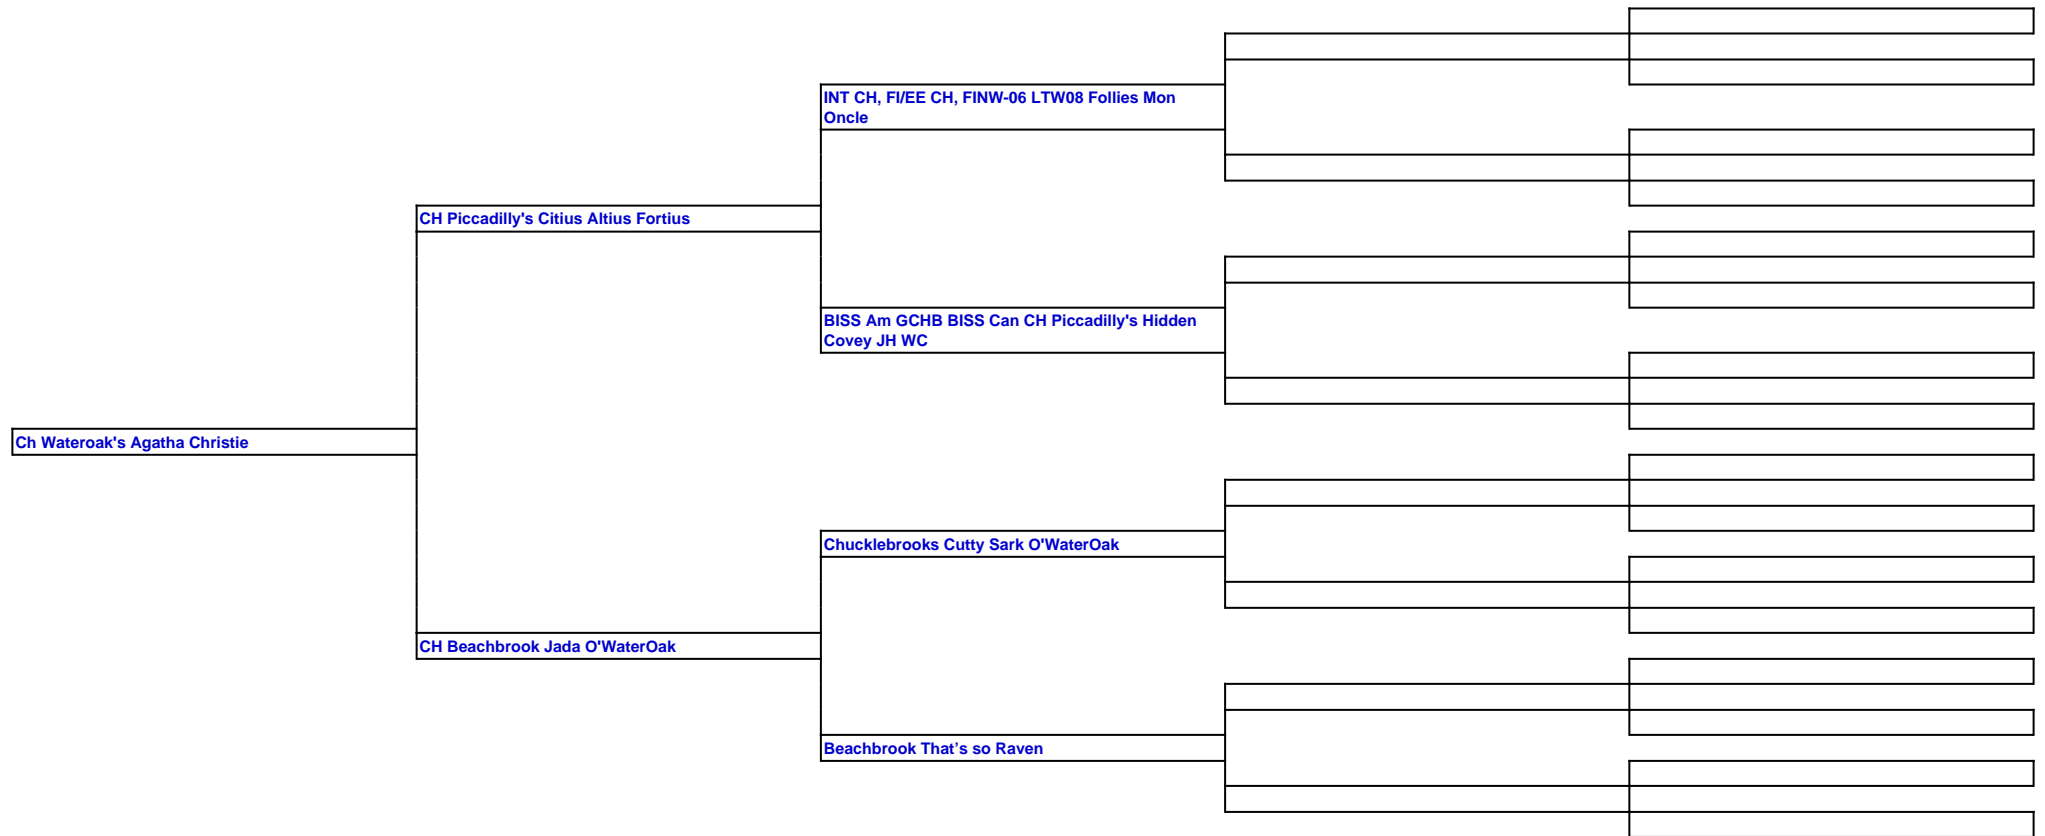 INT CH, FI/EE CH, FINW-06 LTW08 Follies Mon
Oncle
CH Piccadilly's Citius Altius Fortius
BISS Am GCHB BISS Can CH Piccadilly's Hidden
Covey JH WC
Ch Wateroak's Agatha Christie
Chucklebrooks Cutty Sark O'WaterOak
CH Beachbrook Jada O'WaterOak
Beachbrook That’s so Raven